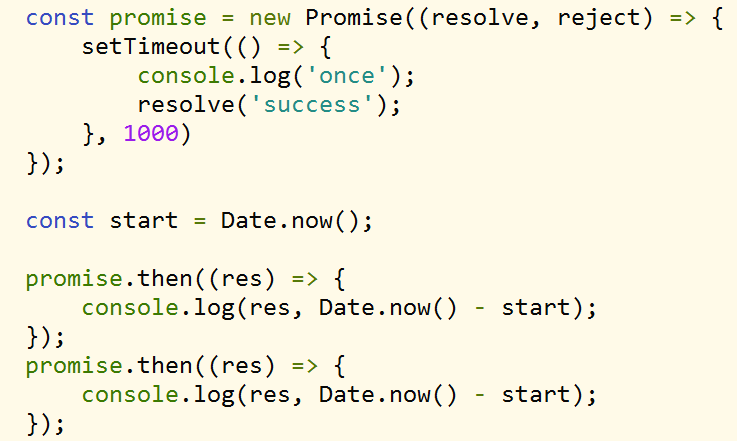 const promise = new Promise((resolve, reject) => {
    setTimeout(() => {
        console.log('once');
        resolve('success');
    }, 1000)
});

const start = Date.now();

promise.then((res) => {
    console.log(res, Date.now() - start);
});
promise.then((res) => {
    console.log(res, Date.now() - start);
});